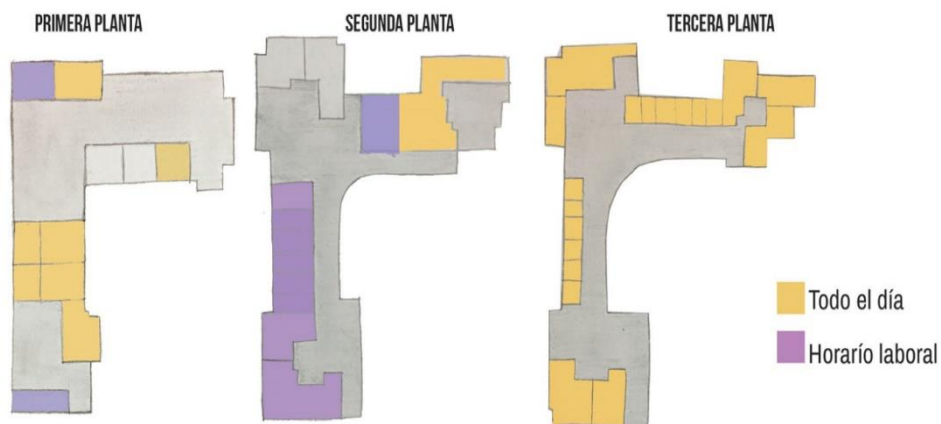 PRIMERA PLANTA
SEGUNDA PLANTA
TERCERA PLANTA
Todo el día
Horarío laboral